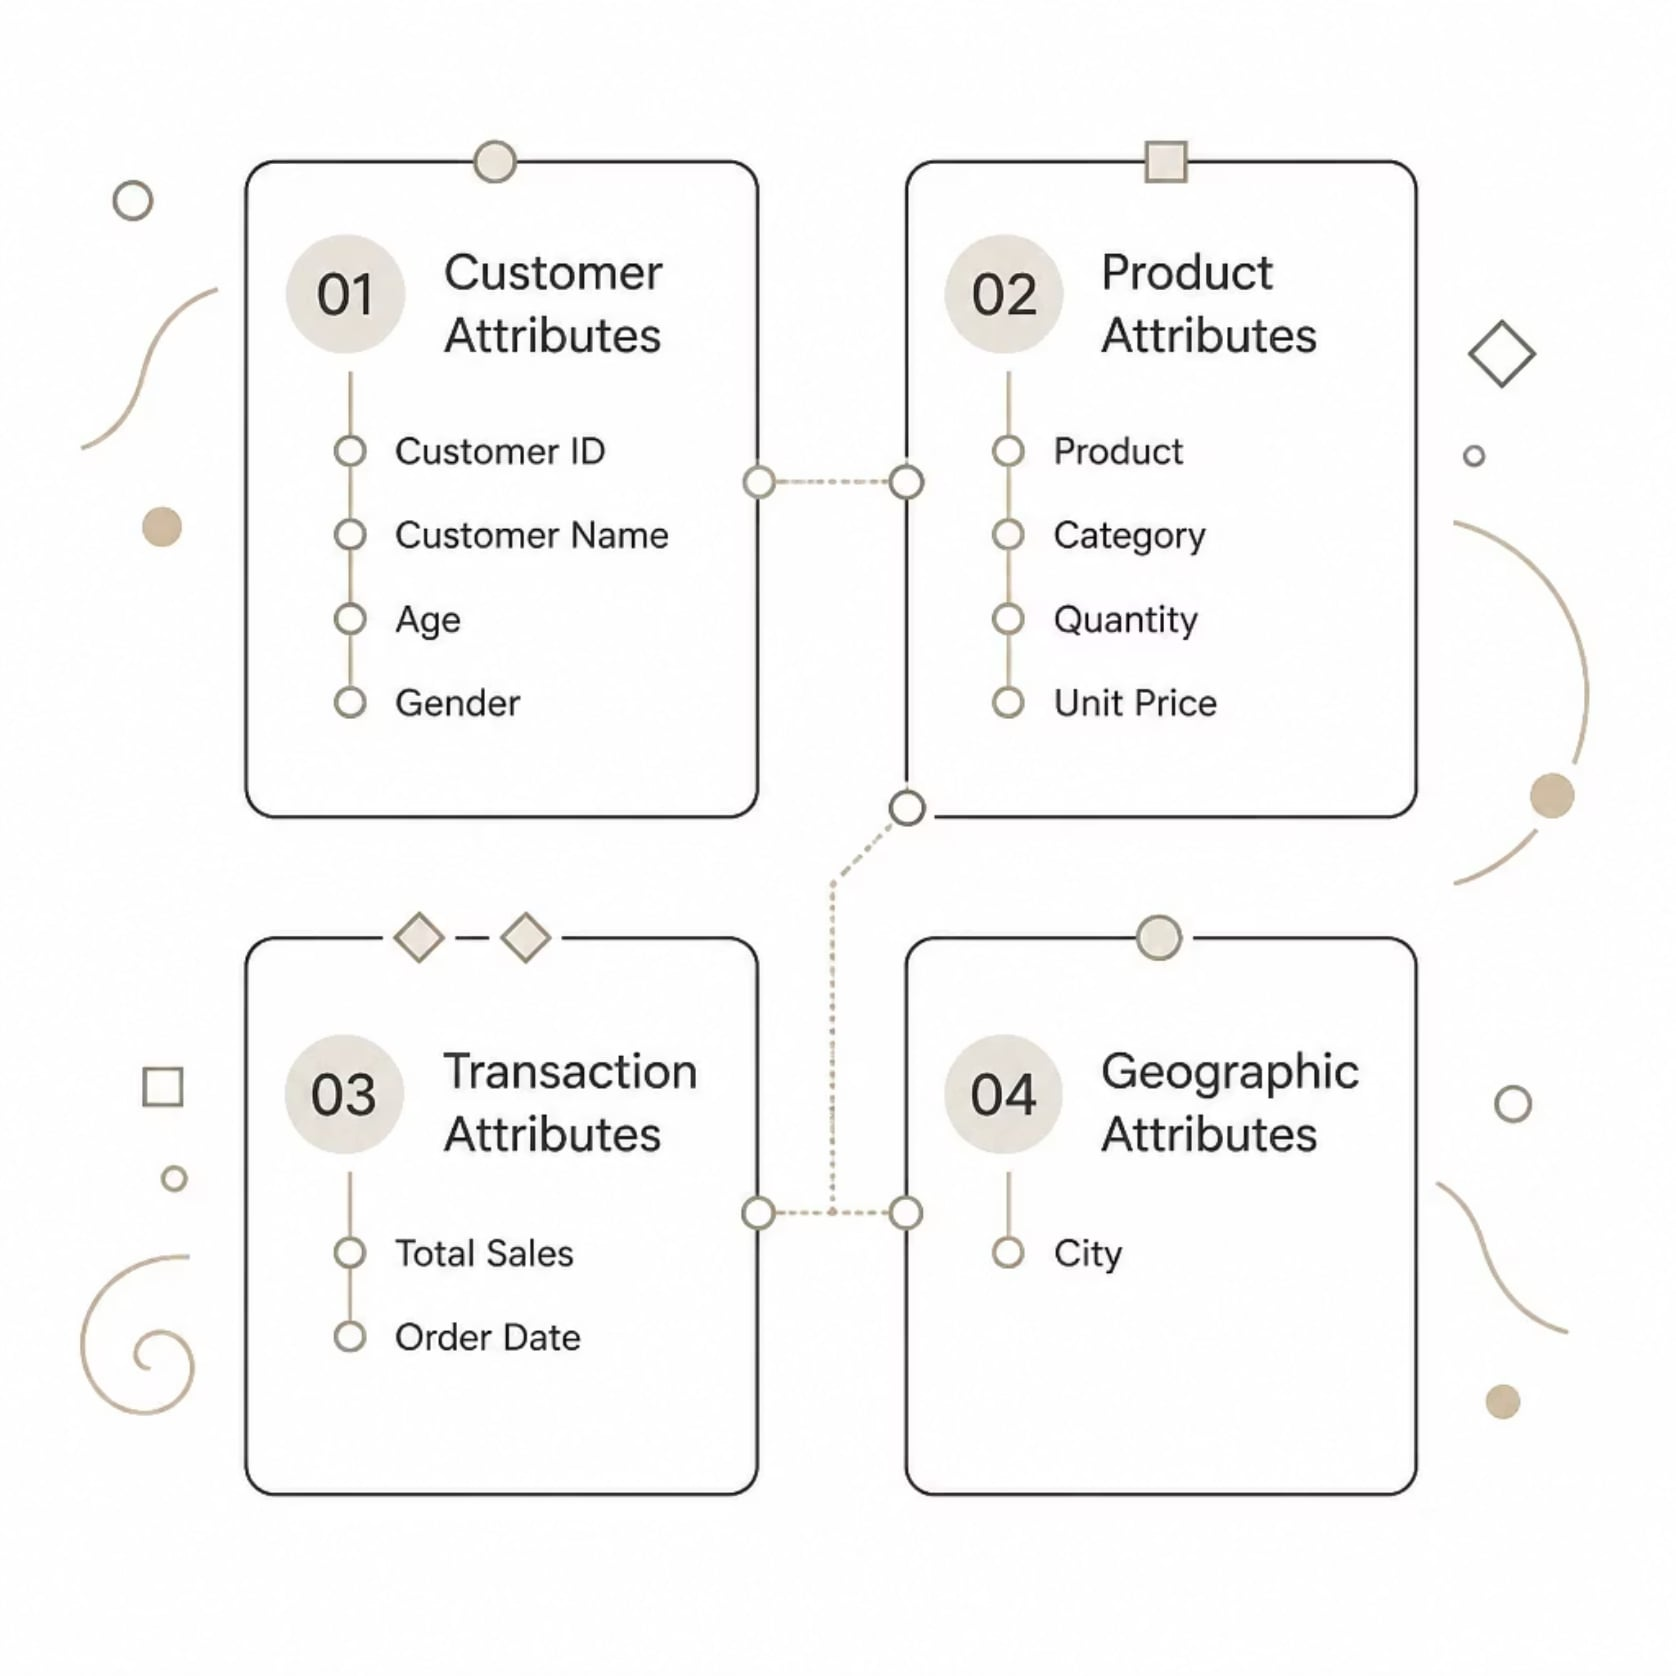 01
Customer
Attributes
Customer ID
Customer Name
Age
Gender
02
Product
Attributes
Product
Category
Quantity
Unit Price
03
Transaction
Attributes
Total Sales
Order Date
04
Geographic
Attributes
City